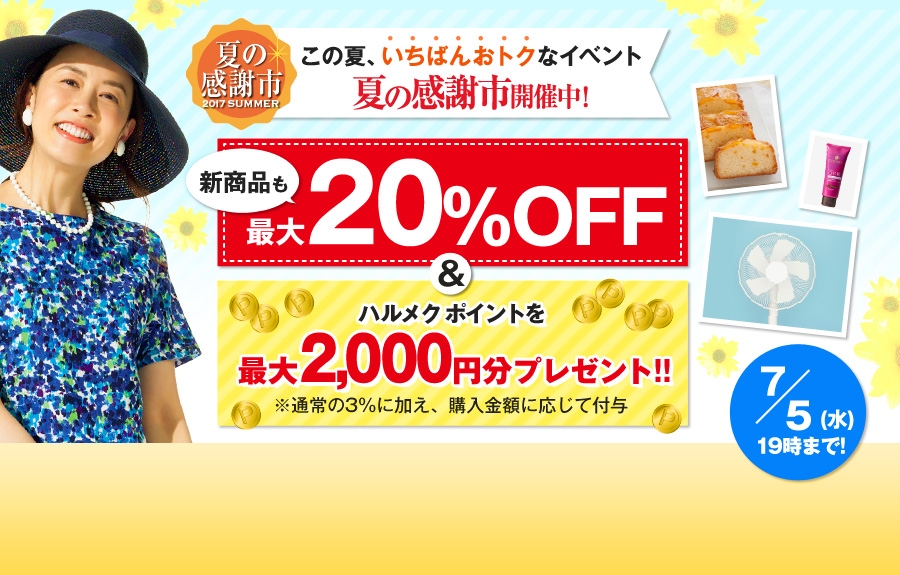 夏の
感謝市
2017 SUMMER
この夏、いちばんおトクなイベント
夏の感謝市開催中!
新商品も
最大20%OFF
&
ハルメク ポイントを
最大2,000円分プレゼント!!
※通常の3%に加え、購入金額に応じて付与
7/5(水)
19時まで!
P
P
P
P
P
P
P
P
P